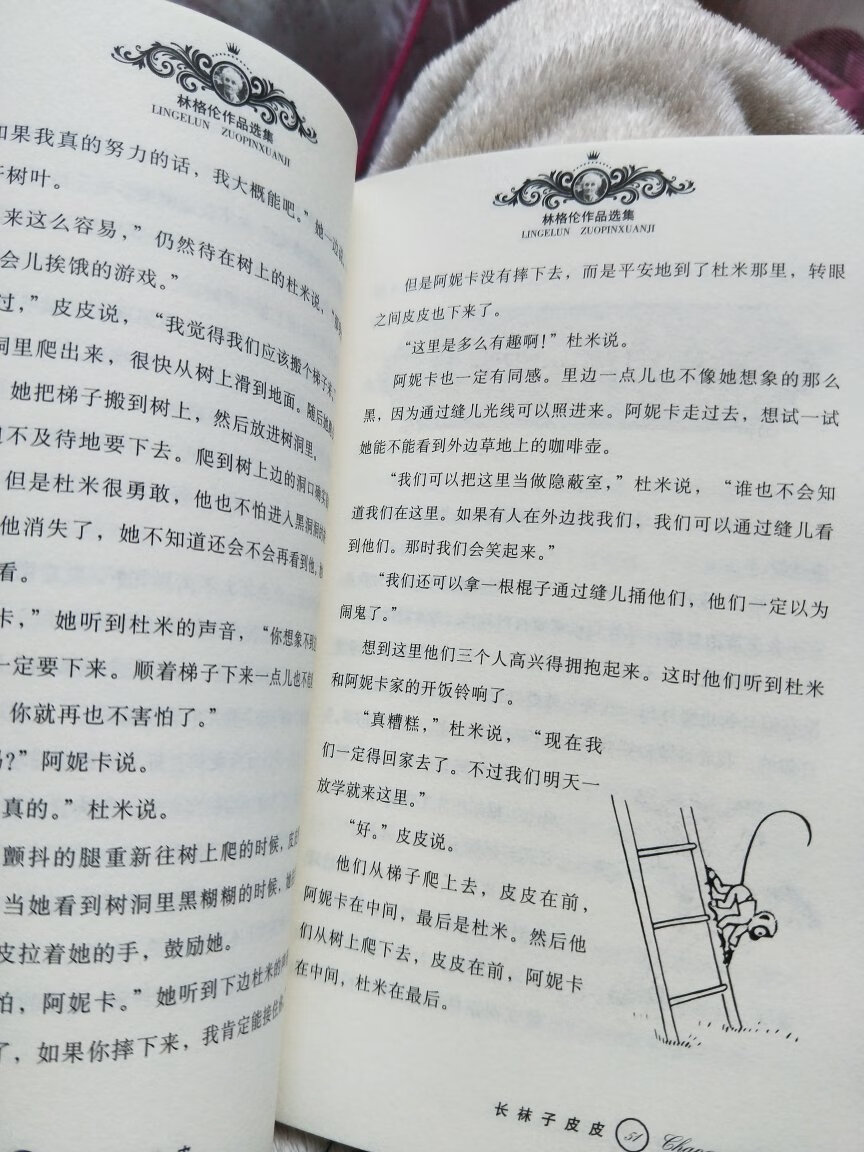 林格伦作品选集
LINGELUN ZUOPINXUANJI
如果我真的努力的话，我大概能吧。”她一边说
树叶。
来这么容易，”仍然待在树上的杜米说，
会儿挨饿的游戏。”
过，”皮皮说，“我觉得我们应该搬个梯子来
洞里爬出来，很快从树上滑到地面。随后她
她把梯子搬到树上，然后放进树洞里。
不及待地要下去。爬到树上边的洞口
但是杜米很勇敢，他也不怕进入黑洞洞的
他消失了，她不知道还会不会再看到他。
看。
卡，”她听到杜米的声音，“你想象不到
一定要下来。顺着梯子下来一点儿也不
你就再也不害怕了。”
？”阿妮卡说。
真的。”杜米说。
颤抖的腿重新往树上爬的时候，皮
当她看到树洞里黑糊糊的时候，她
皮拉着她的手，鼓励她。
怕，阿妮卡。”她听到下边杜米的声
了，如果你摔下来，我肯定能接住
林格伦作品选集
LINGELUN ZUOPINXUANJI
但是阿妮卡没有摔下去，而是平安地到了杜米那里，转眼
之间皮皮也下来了。
“这里是多么有趣啊！”杜米说。
阿妮卡也一定有同感。里边一点儿也不像她想象的那么
黑，因为通过缝儿光线可以照进来。阿妮卡走过去，想试一试
她能不能看到外边草地上的咖啡壶。
“我们可以把这里当做隐蔽室，”杜米说，“谁也不会知
道我们在这里。如果有人在外边找我们，我们可以通过缝儿看
到他们。那时我们会笑起来。”
“我们还可以拿一根棍子通过缝儿捅他们，他们一定以为
闹鬼了。”
想到这里他们三个人高兴得拥抱起来。这时他们听到杜米
和阿妮卡家的开饭铃响了。
“真糟糕，”杜米说，“现在我
们一定得回家去了。不过我们明天一
放学就来这里。”
“好。”皮皮说。
他们从梯子爬上去，皮皮在前，
阿妮卡在中间，最后是杜米。然后他
们从树上爬下去，皮皮在前，阿妮卡
在中间，杜米在最后。
长袜子皮皮 51 Chang